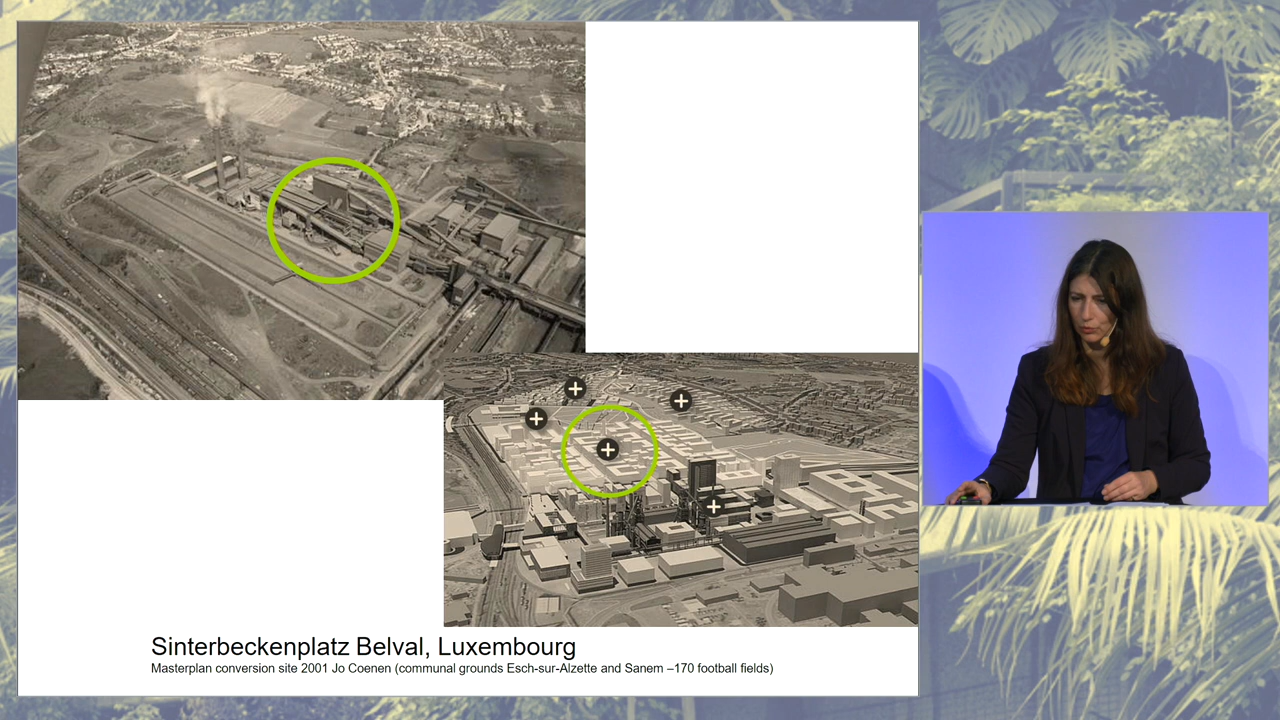 Sinterbeckenplatz Belval, Luxembourg
Masterplan conversion site 2001 Jo Coenen (communal grounds Esch-sur-Alzette and Sanem –170 football fields)